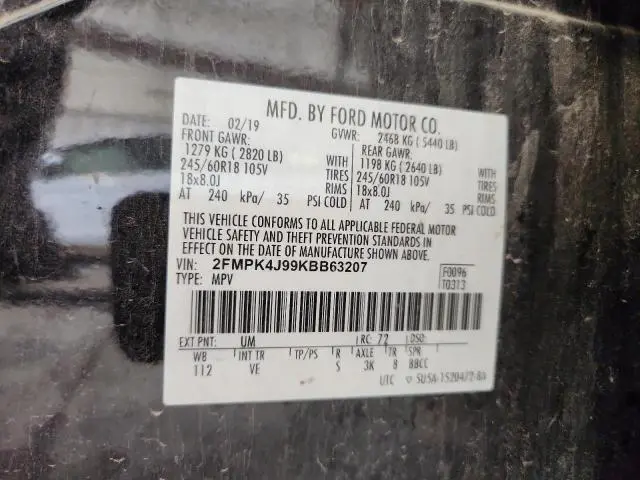 MFD. BY FORD MOTOR CO.
DATE: 02/19 GVWR: 2468 KG ( 5440 LB)
FRONT GAWR: REAR GAWR:
1279 KG ( 2820 LB) WITH 1198 KG ( 2640 LB) WITH
245/60R18 105V TIRES 245/60R18 105V TIRES
18x8.0J RIMS 18x8.0J RIMS
AT 240 kPa/ 35 PSI COLD AT 240 kPa/ 35 PSI COLD
THIS VEHICLE CONFORMS TO ALL APPLICABLE FEDERAL MOTOR
VEHICLE SAFETY AND THEFT PREVENTION STANDARDS IN
EFFECT ON THE DATE OF MANUFACTURE SHOWN ABOVE.
VIN: 2FMPK4J99KBB63207 F0096
TYPE: MPV T0313
EXT PNT: UM RC: 72 DSO:
WB INT TR TP/PS R AXLE TR SPR
112 VE S 3K 8 8BCC
UTC